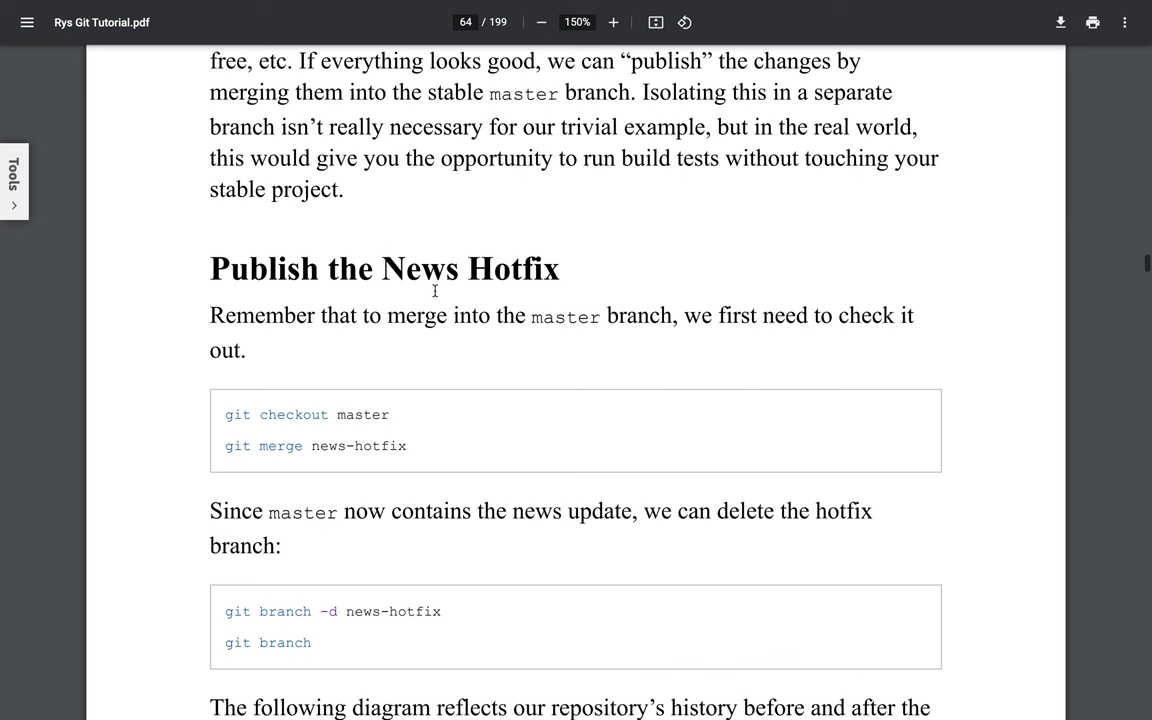 Rys Git Tutorial.pdf
64 / 199
150%
free, etc. If everything looks good, we can “publish” the changes by
merging them into the stable master branch. Isolating this in a separate
branch isn’t really necessary for our trivial example, but in the real world,
this would give you the opportunity to run build tests without touching your
stable project.
Tools
Publish the News Hotfix
Remember that to merge into the master branch, we first need to check it
out.
git checkout master
git merge news-hotfix
Since master now contains the news update, we can delete the hotfix
branch:
git branch -d news-hotfix
git branch
The following diagram reflects our repository’s history before and after the